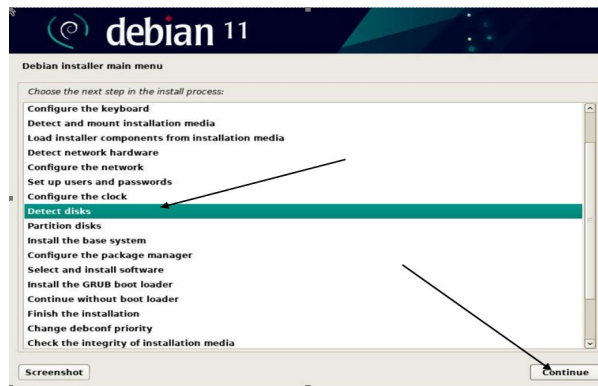 debian 11
Debian installer main menu
Choose the next step in the install process:
Configure the keyboard
Detect and mount installation media
Load installer components from installation media
Detect network hardware
Configure the network
Set up users and passwords
Configure the clock
Detect disks
Partition disks
Install the base system
Configure the package manager
Select and install software
Install the GRUB boot loader
Continue without boot loader
Finish the installation
Change debconf priority
Check the integrity of installation media
Screenshot
Continue